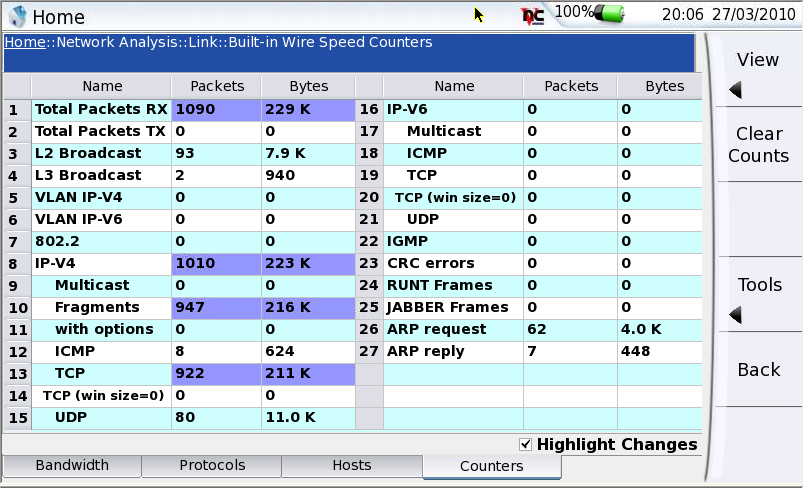 Home
100%
20:06 27/03/2010
Home::Network Analysis::Link::Built-in Wire Speed Counters
Name Packets Bytes Name Packets Bytes
1 Total Packets RX 1090 229 K 16 IP-V6 0 0
2 Total Packets TX 0 0 17 Multicast 0 0
3 L2 Broadcast 93 7.9 K 18 ICMP 0 0
4 L3 Broadcast 2 940 19 TCP 0 0
5 VLAN IP-V4 0 0 20 TCP (win size=0) 0 0
6 VLAN IP-V6 0 0 21 UDP 0 0
7 802.2 0 0 22 IGMP 0 0
8 IP-V4 1010 223 K 23 CRC errors 0 0
9 Multicast 0 0 24 RUNT Frames 0 0
10 Fragments 947 216 K 25 JABBER Frames 0 0
11 with options 0 0 26 ARP request 62 4.0 K
12 ICMP 8 624 27 ARP reply 7 448
13 TCP 922 211 K
14 TCP (win size=0) 0 0
15 UDP 80 11.0 K
Highlight Changes
Bandwidth Protocols Hosts Counters
View
Clear
Counts
Tools
Back